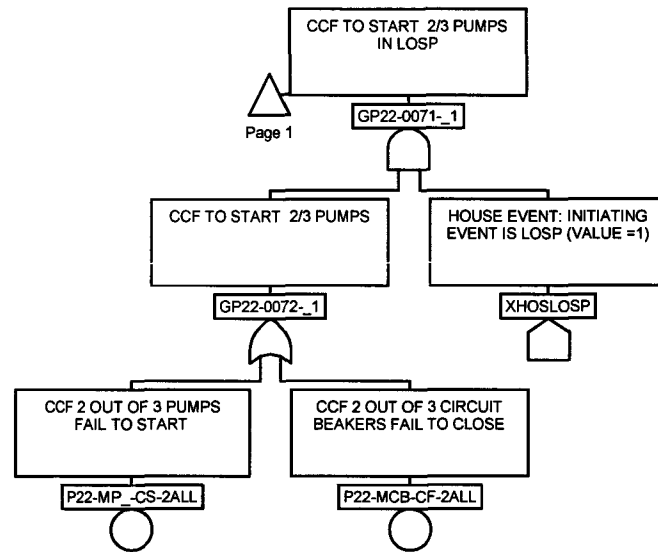 CCF TO START 2/3 PUMPS
IN LOSP
Page 1
GP22-0071-_1
CCF TO START 2/3 PUMPS
HOUSE EVENT: INITIATING
EVENT IS LOSP (VALUE =1)
GP22-0072-_1
XHOSLOSP
CCF 2 OUT OF 3 PUMPS
FAIL TO START
CCF 2 OUT OF 3 CIRCUIT
BEAKERS FAIL TO CLOSE
P22-MP_-CS-2ALL
P22-MCB-CF-2ALL